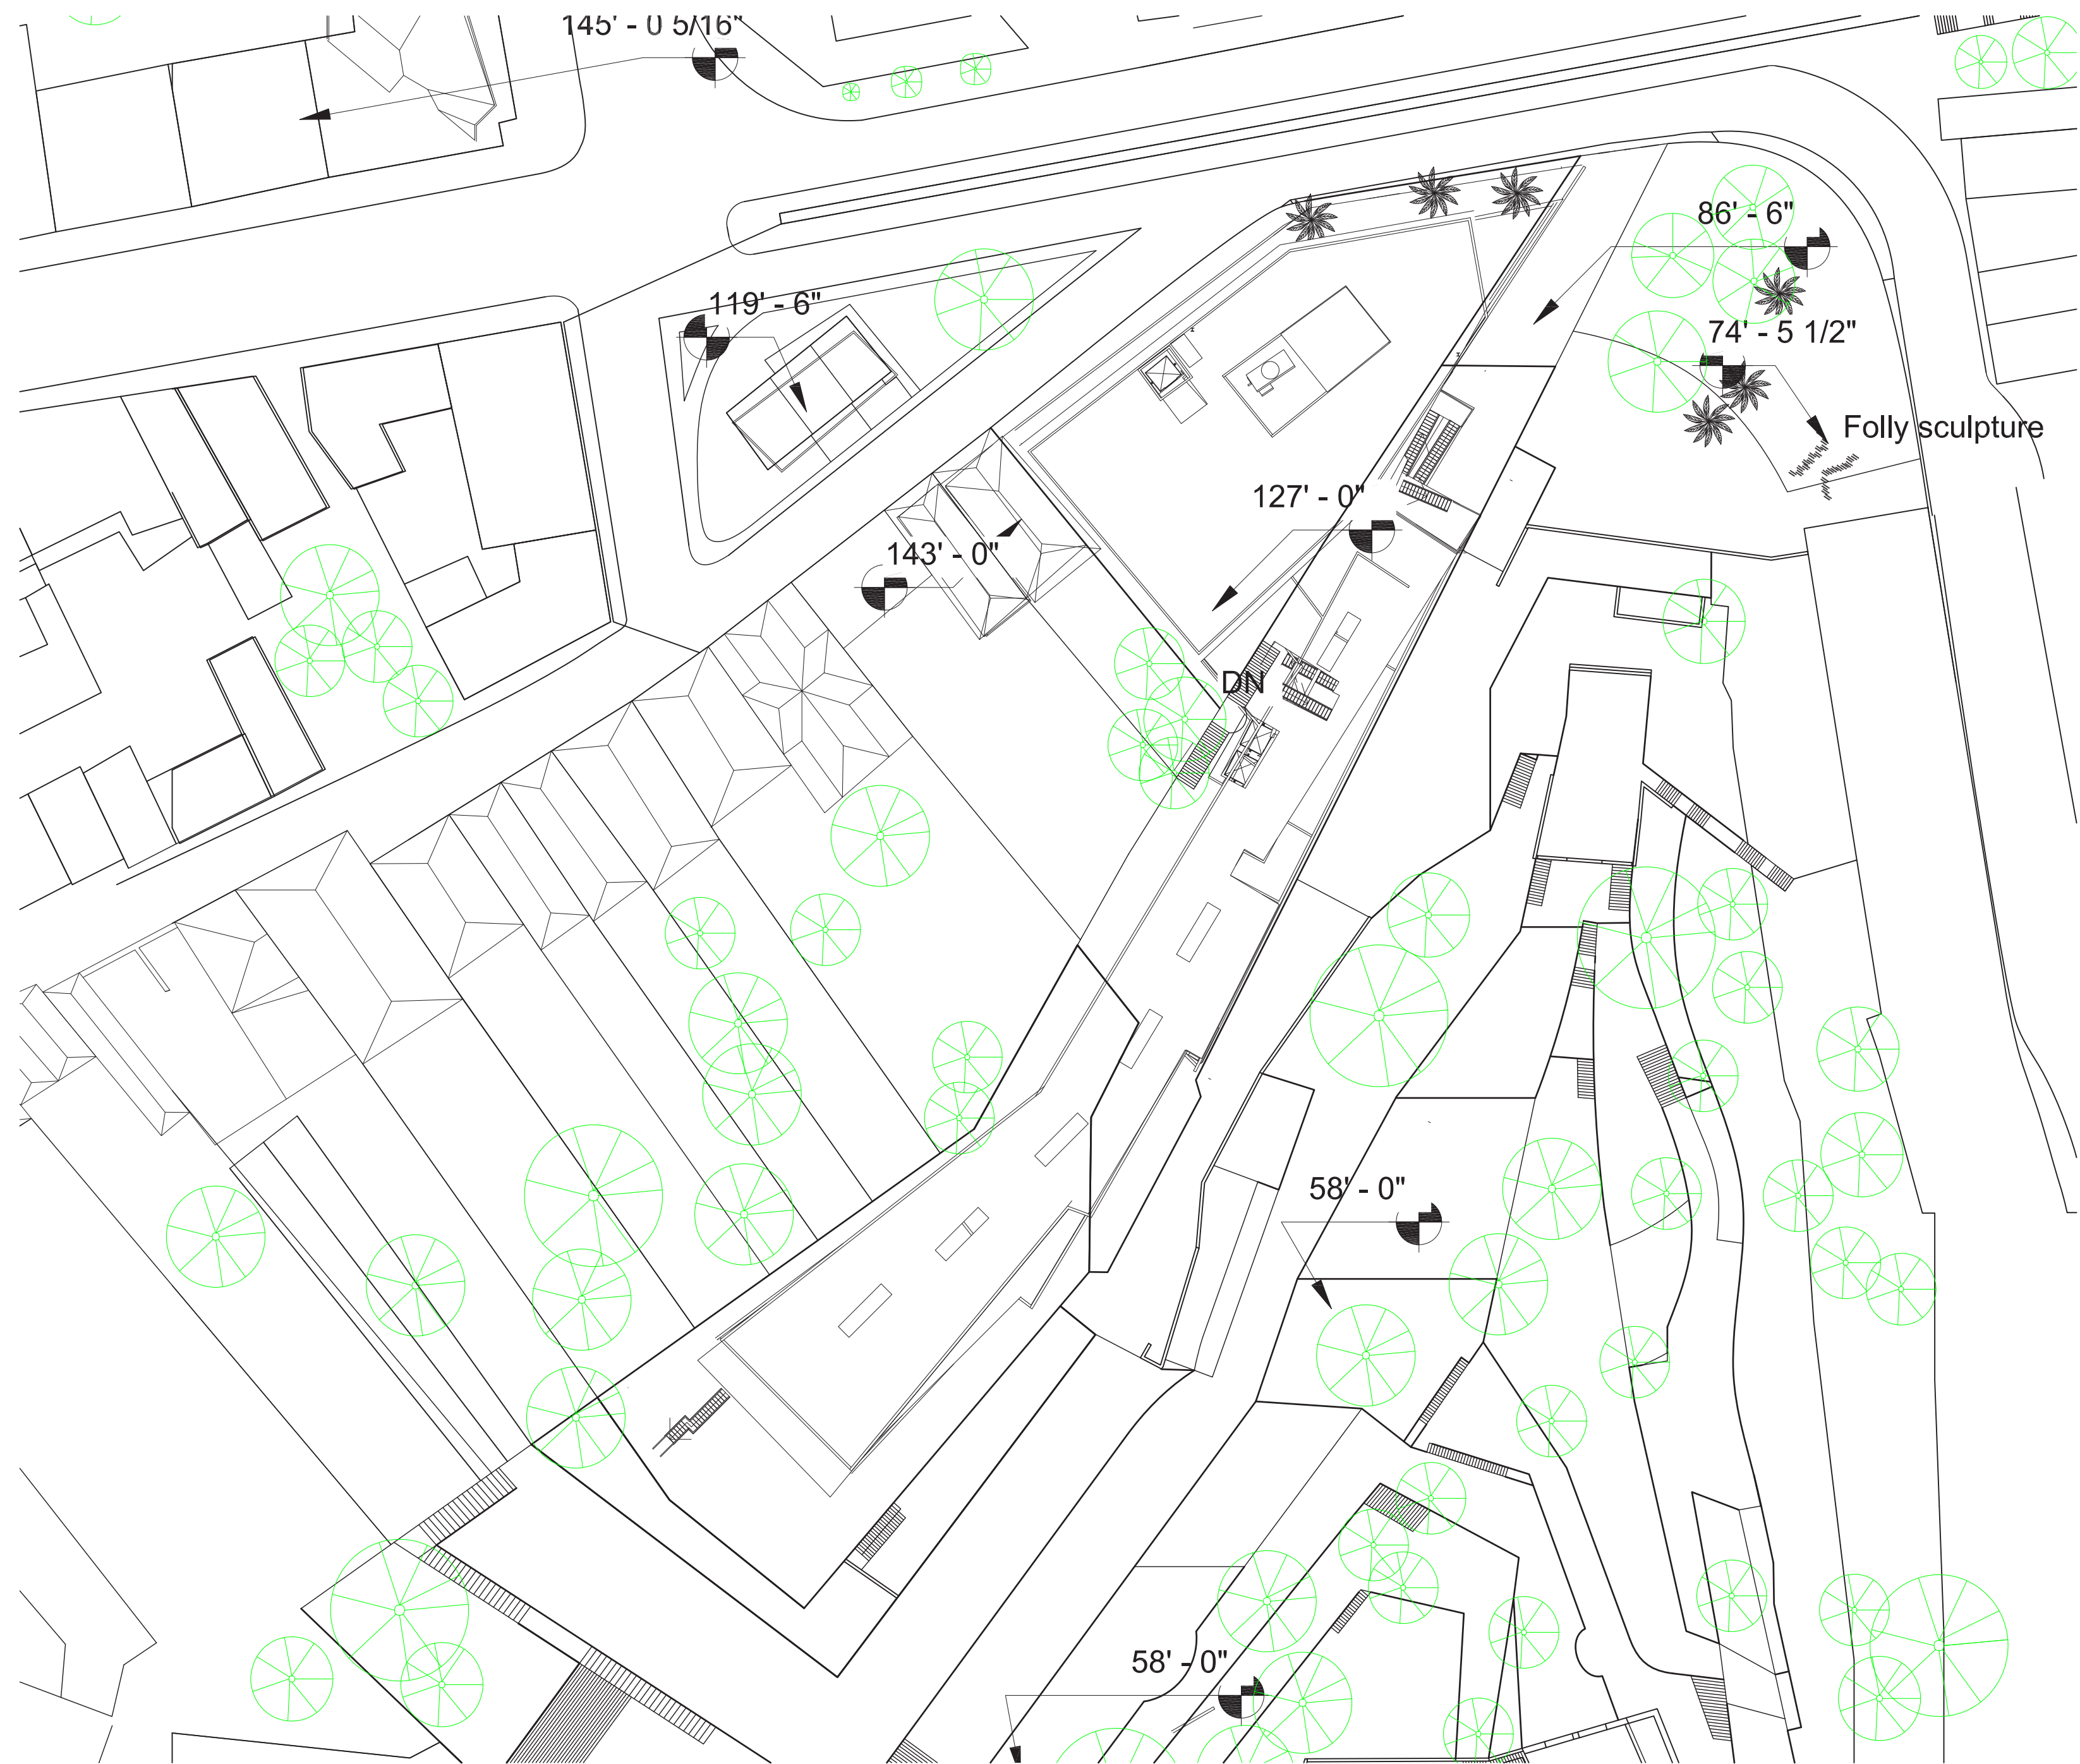 145' - 0 5/16"
86' - 6"
119' - 6"
74' - 5 1/2"
Folly sculpture
127' - 0"
143' - 0"
DN
58' - 0"
58' - 0"